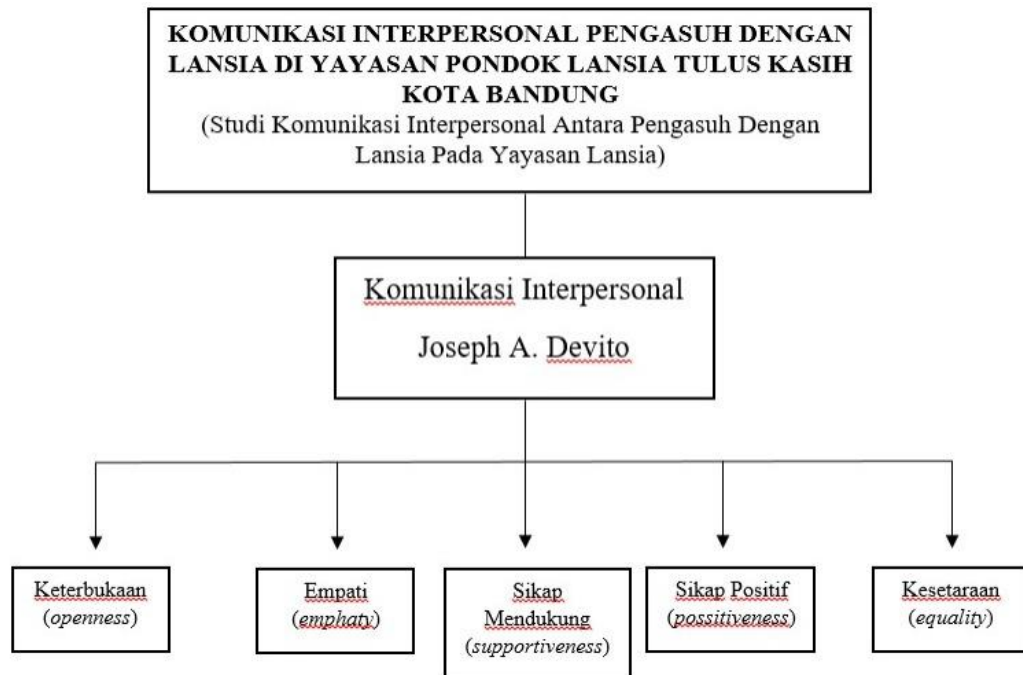 KOMUNIKASI INTERPERSONAL PENGASUH DENGAN
LANSIA DI YAYASAN PONDOK LANSIA TULUS KASIH
KOTA BANDUNG
(Studi Komunikasi Interpersonal Antara Pengasuh Dengan
Lansia Pada Yayasan Lansia)
Komunikasi Interpersonal
Joseph A. Devito
Keterbukaan
(openness)
Empati
(emphaty)
Sikap
Mendukung
(supportiveness)
Sikap Positif
(possitiveness)
Kesetaraan
(equality)